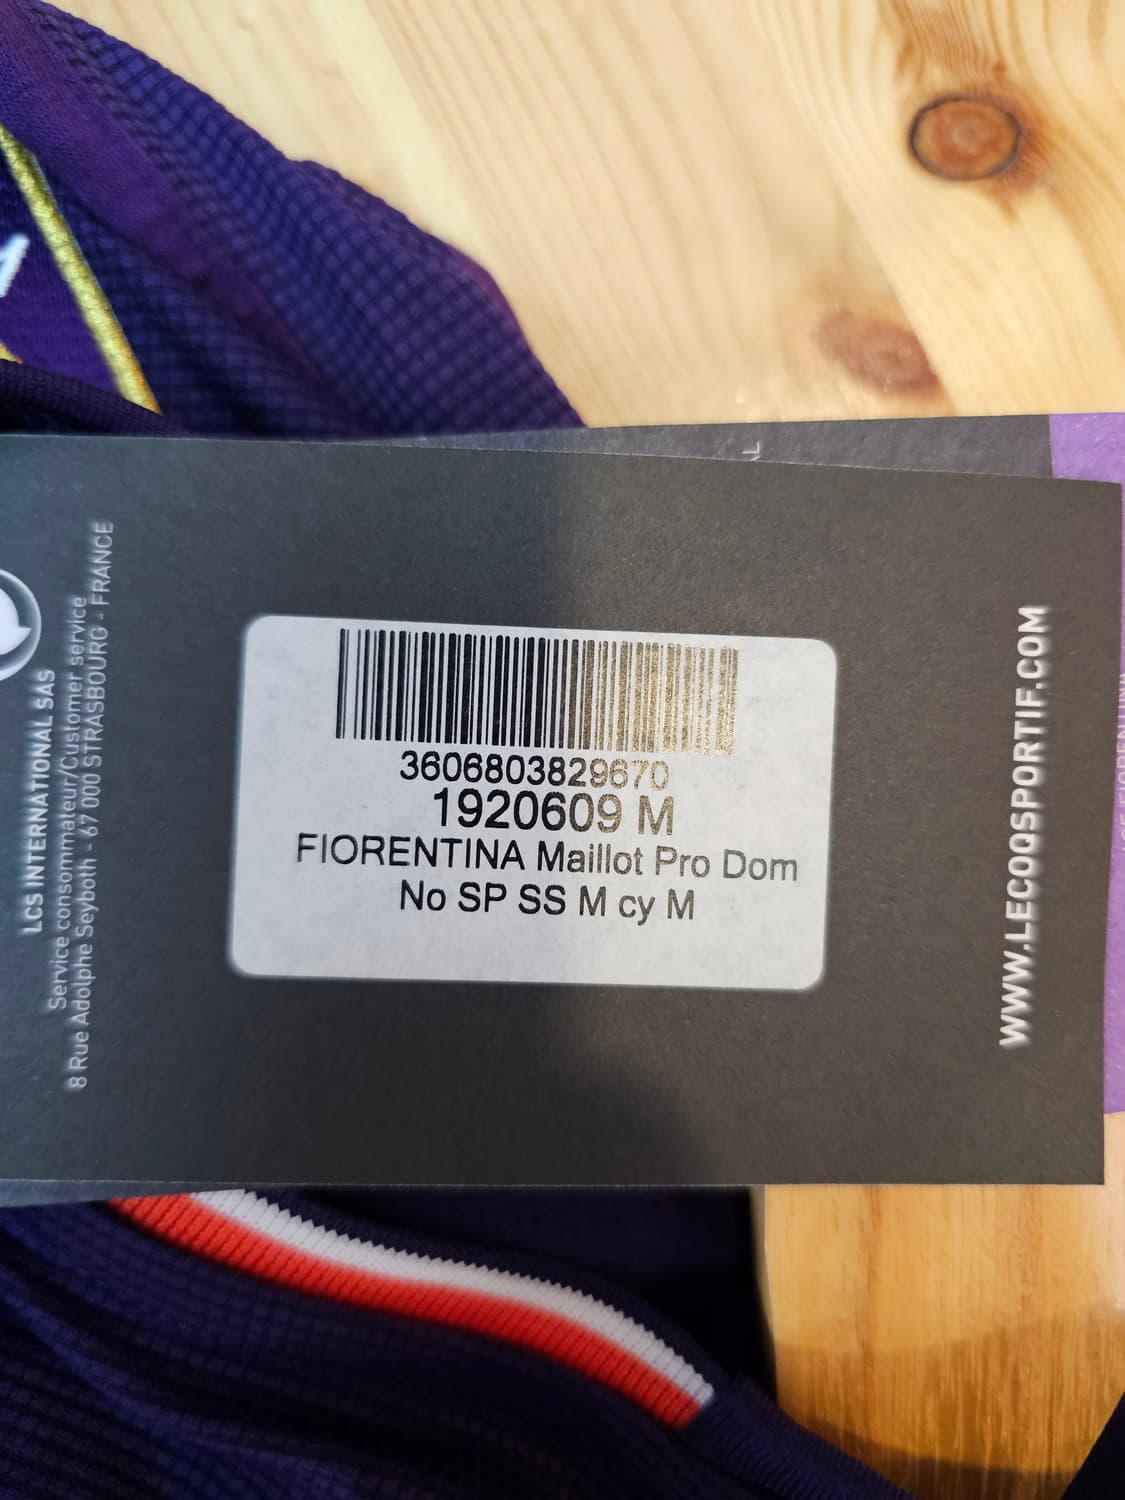 3606803829670
1920609 M
FIORENTINA Maillot Pro Dom
No SP SS M cy M
LCS INTERNATIONAL SAS
Service consommateur/Customer service
8 Rue Adolphe Seyboth - 67 000 STRASBOURG - FRANCE
WWW.LECOQSPORTIF.COM